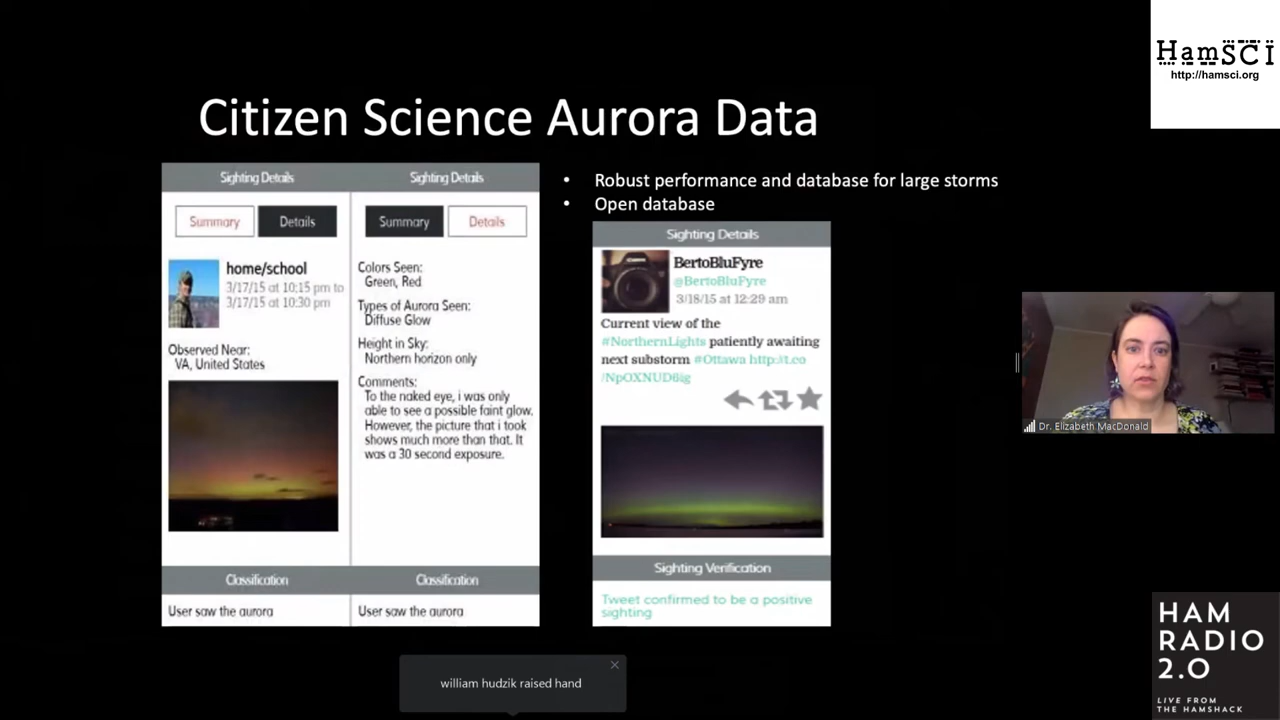 HamSCI
http://hamsci.org
Citizen Science Aurora Data
Sighting Details
Summary
Details
home/school
3/17/15 at 10:15 pm to
3/17/15 at 10:30 pm
Observed Near:
VA, United States
Classification
User saw the aurora
Sighting Details
Summary
Details
Colors Seen:
Green, Red
Types of Aurora Seen:
Diffuse Glow
Height in Sky:
Northern horizon only
Comments:
To the naked eye, i was only
able to see a possible faint glow.
However, the picture that i took
shows much more than that. It
was a 30 second exposure.
Classification
User saw the aurora
• Robust performance and database for large storms
• Open database
Sighting Details
BertoBluFyre
@BertoBluFyre
3/18/15 at 12:29 am
Current view of the
#NorthernLights patiently awaiting
next substorm #Ottawa http://t.co
/NpOXNUD6ig
Sighting Verification
Tweet confirmed to be a positive
sighting
Dr. Elizabeth MacDonald
william hudzik raised hand
HAM
RADIO
2.0
LIVE FROM
THE HAMSHACK